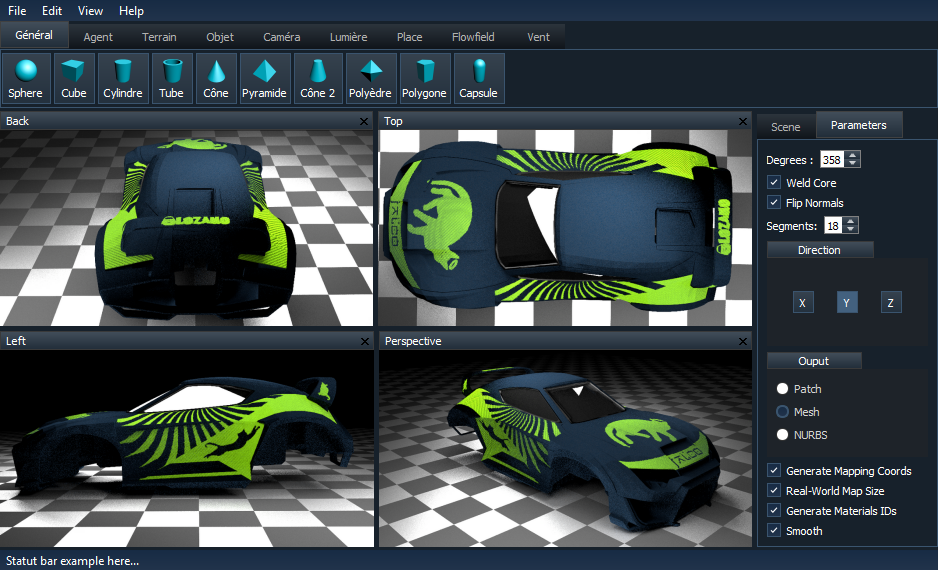 File Edit View Help
Général Agent Terrain Objet Caméra Lumière Place Flowfield Vent
Sphere Cube Cylindre Tube Cône Pyramide Cône 2 Polyèdre Polygone Capsule
Back
@LOZANO
Top
@LOZANO
Left
Perspective
Scene Parameters
Degrees : 358
Weld Core
Flip Normals
Segments: 18
Direction
X Y Z
Ouput
Patch
Mesh
NURBS
Generate Mapping Coords
Real-World Map Size
Generate Materials IDs
Smooth
Statut bar example here...